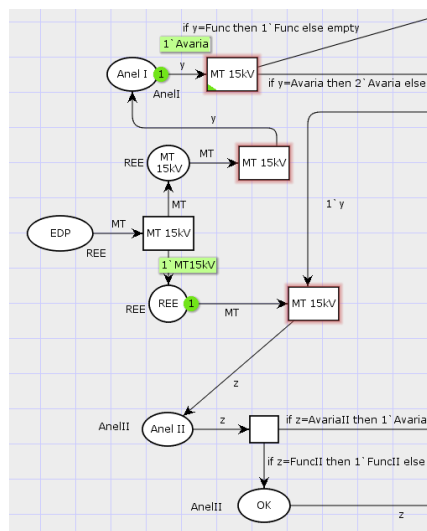 if y=Func then 1`Func else empty
1`Avaria
Anel I
1
y
MT 15kV
AnelI
if y=Avaria then 2`Avaria else
y
REE
MT
15kV
MT
MT 15kV
MT
1`y
EDP
MT
MT 15kV
REE
1`MT15kV
REE
REE
1
MT
MT 15kV
z
AnelII
Anel II
z
if z=AvariaII then 1`Avaria
if z=FuncII then 1`FuncII else
AnelII
OK
z